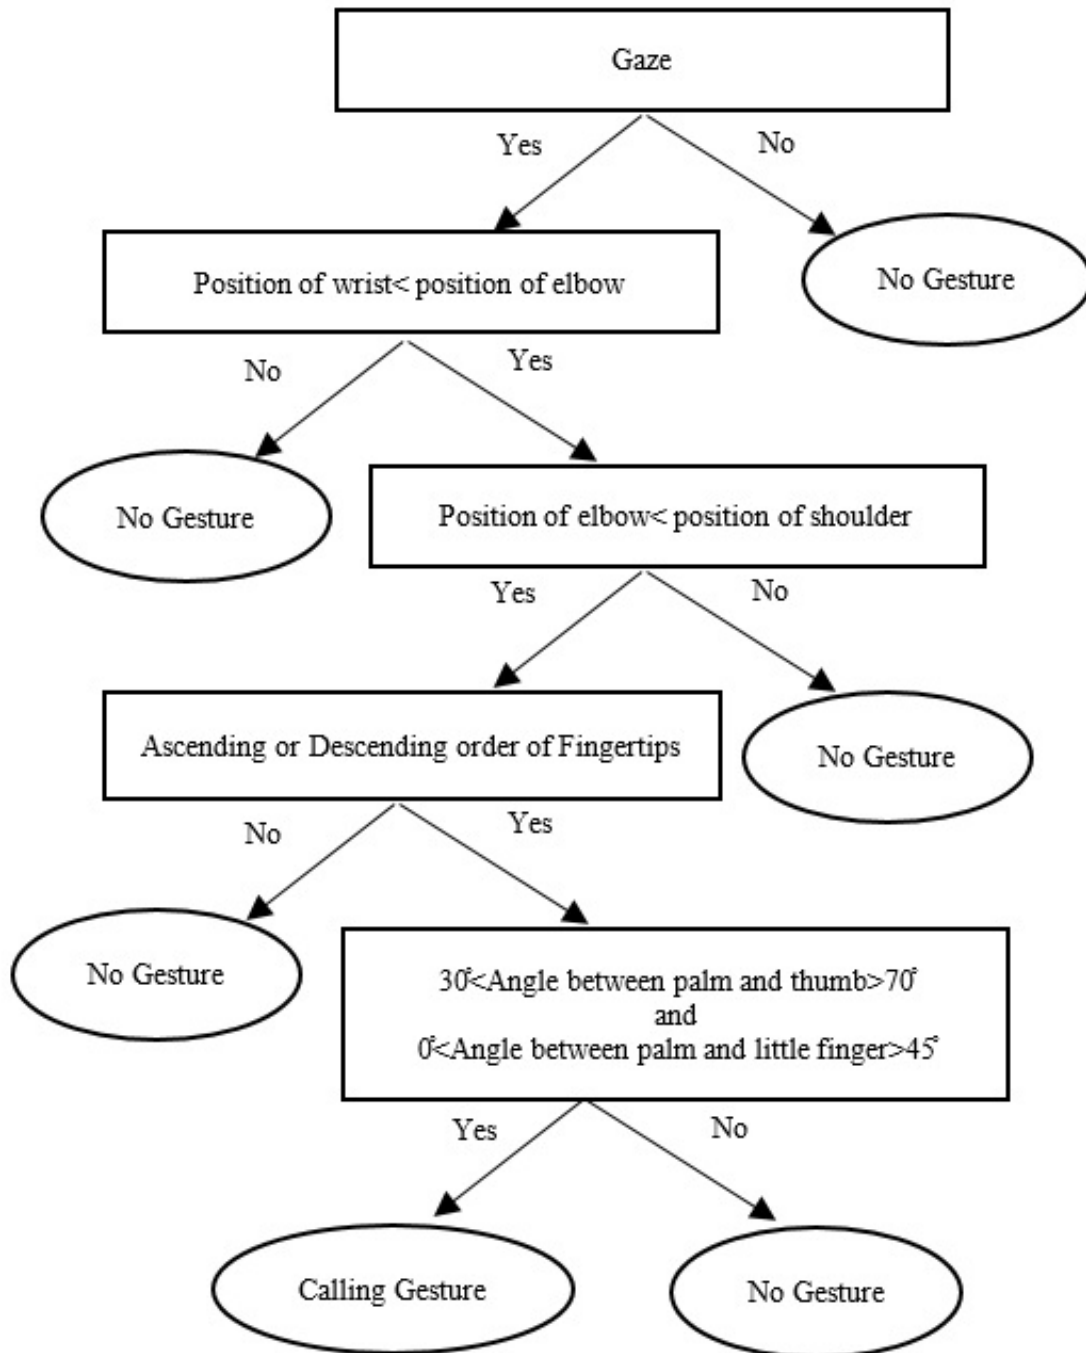 Gaze
Yes
No
Position of wrist< position of elbow
No Gesture
No
Yes
No Gesture
Position of elbow< position of shoulder
Yes
No
Ascending or Descending order of Fingertips
No Gesture
No
Yes
No Gesture
30°<Angle between palm and thumb>70°
and
0°<Angle between palm and little finger>45°
Yes
No
Calling Gesture
No Gesture